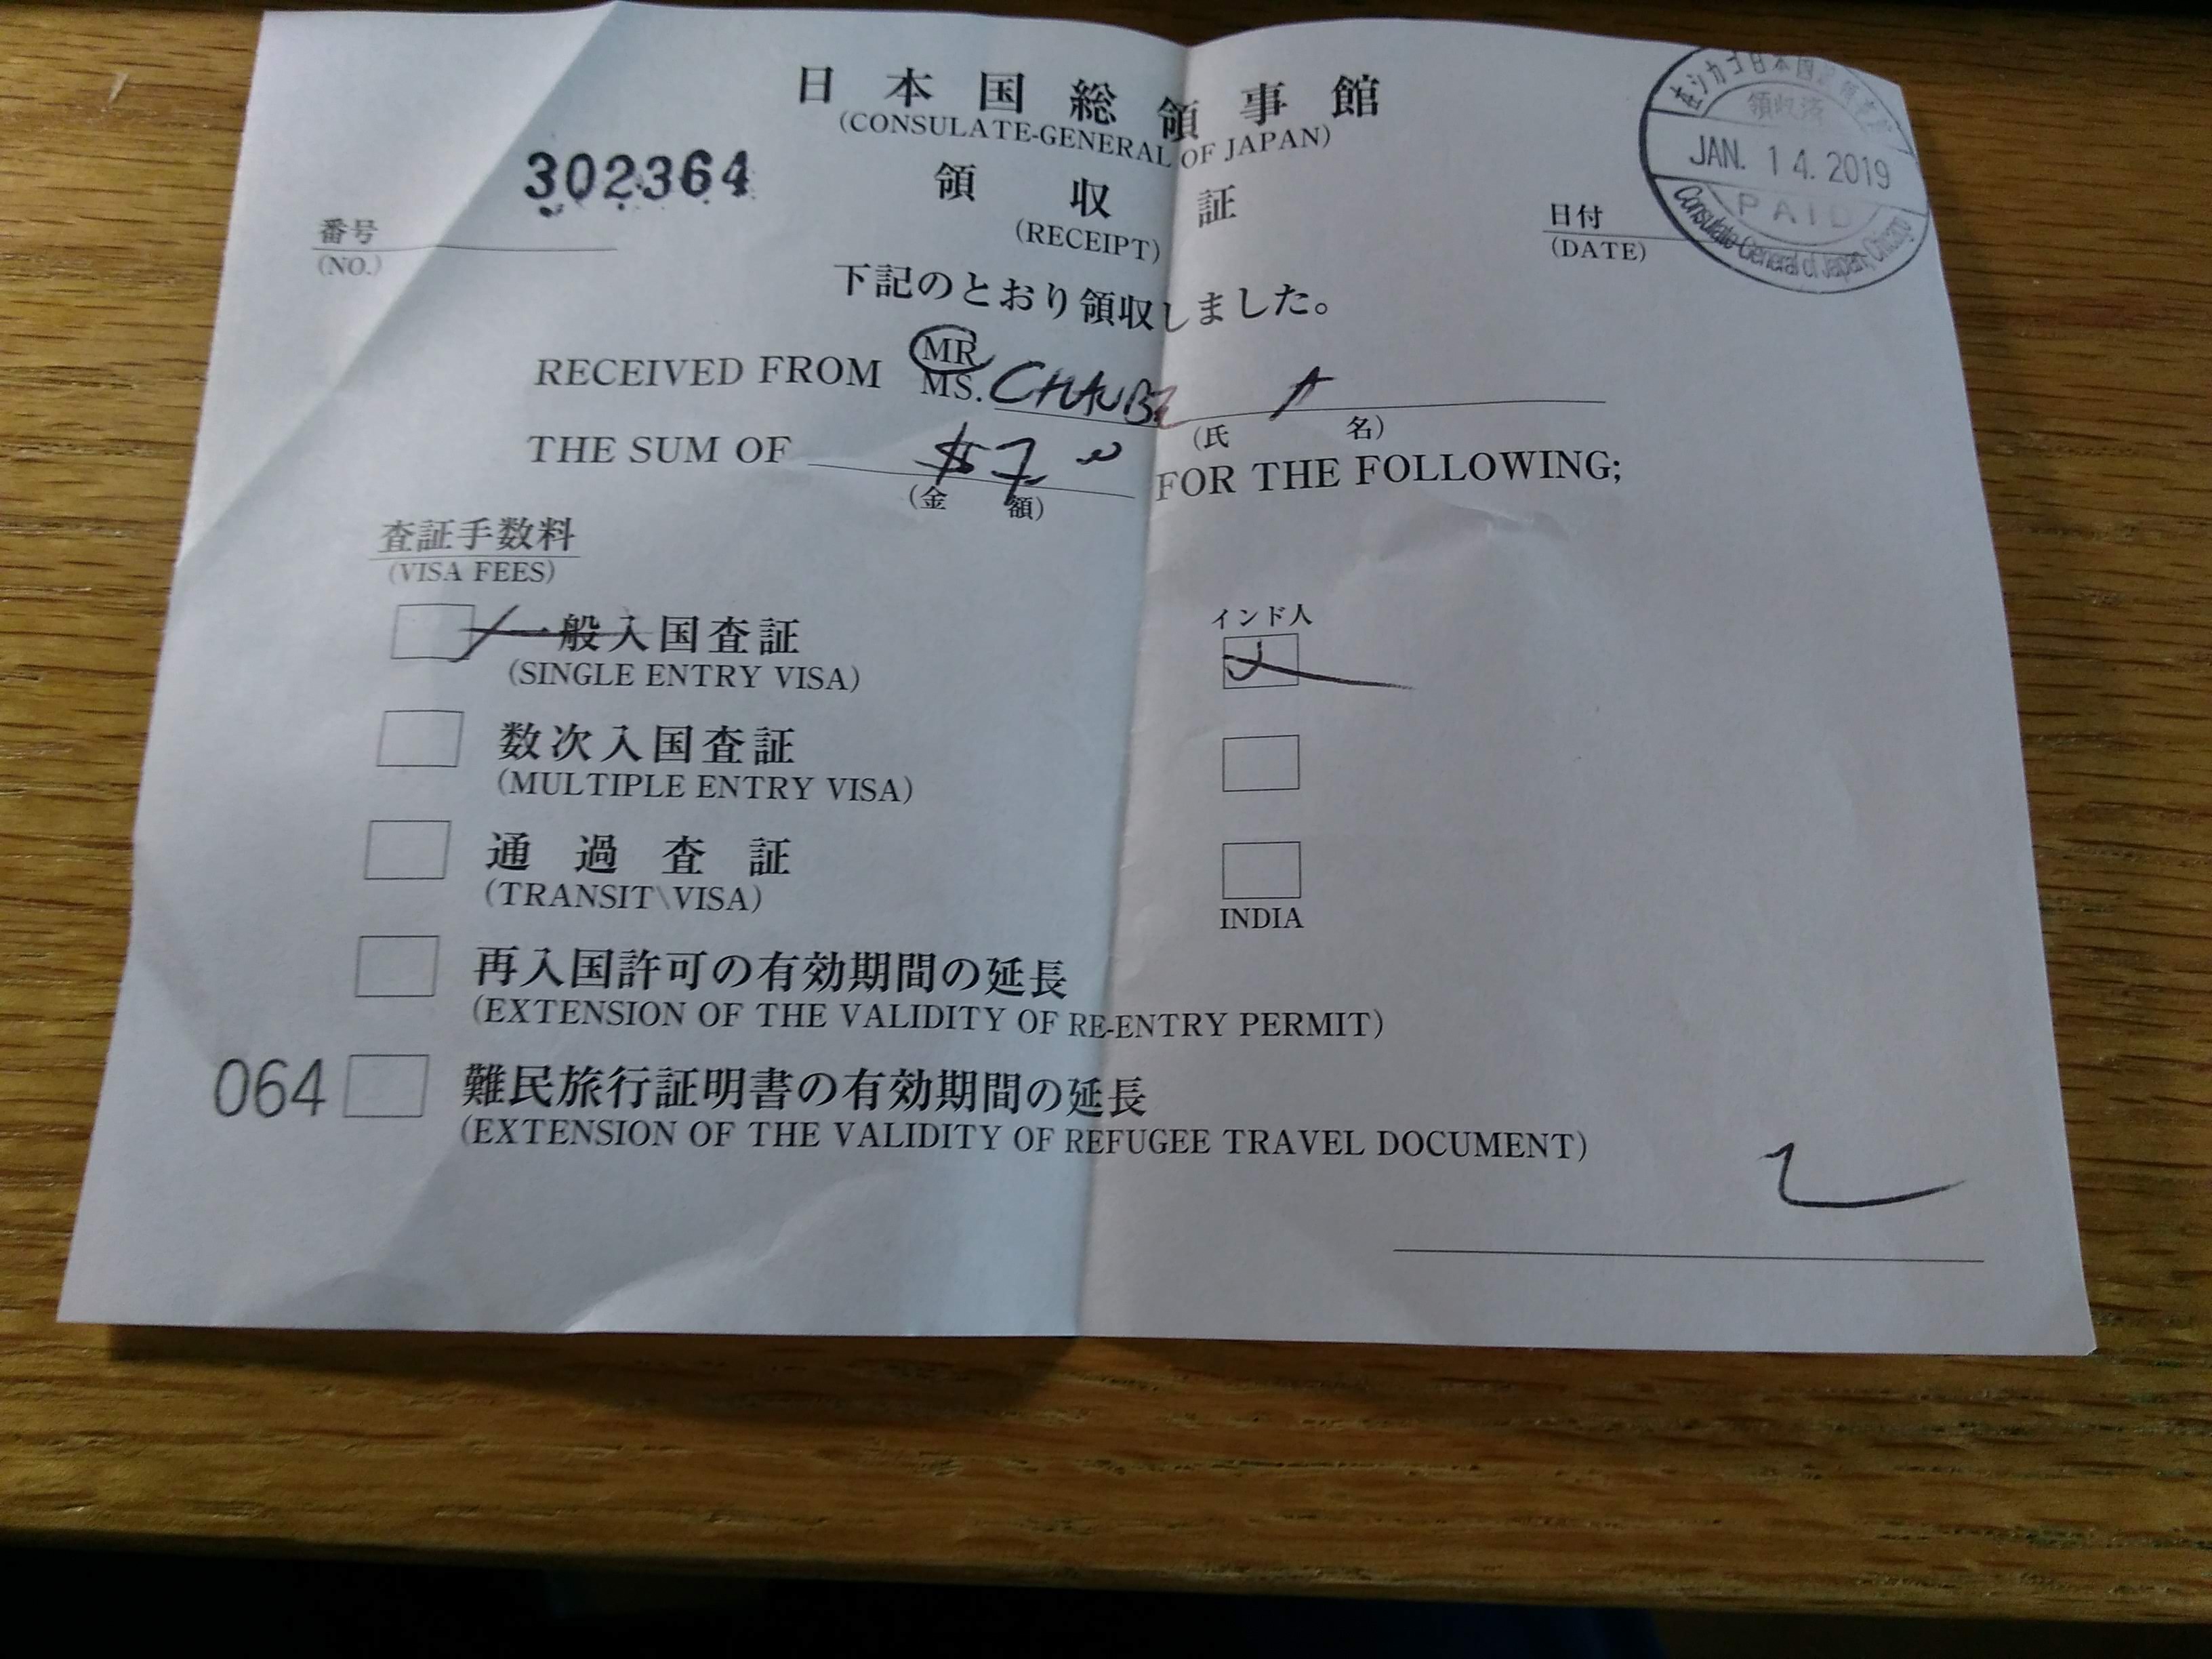 日本国総領事館
(CONSULATE-GENERAL OF JAPAN)
302364
領収証
(RECEIPT)
番号
(NO.)
日付
(DATE)
在シカゴ日本国総領事館
領収済
JAN. 14. 2019
PAID
Consulate General of Japan, Chicago
下記のとおり領収しました。
RECEIVED FROM MR MS. CHAUBE A
(氏 名)
THE SUM OF $7 FOR THE FOLLOWING;
(金 額)
査証手数料
(VISA FEES)
一般入国査証
(SINGLE ENTRY VISA)
インド人
数次入国査証
(MULTIPLE ENTRY VISA)
通過査証
(TRANSIT\VISA)
INDIA
再入国許可の有効期間の延長
(EXTENSION OF THE VALIDITY OF RE-ENTRY PERMIT)
064 難民旅行証明書の有効期間の延長
(EXTENSION OF THE VALIDITY OF REFUGEE TRAVEL DOCUMENT)